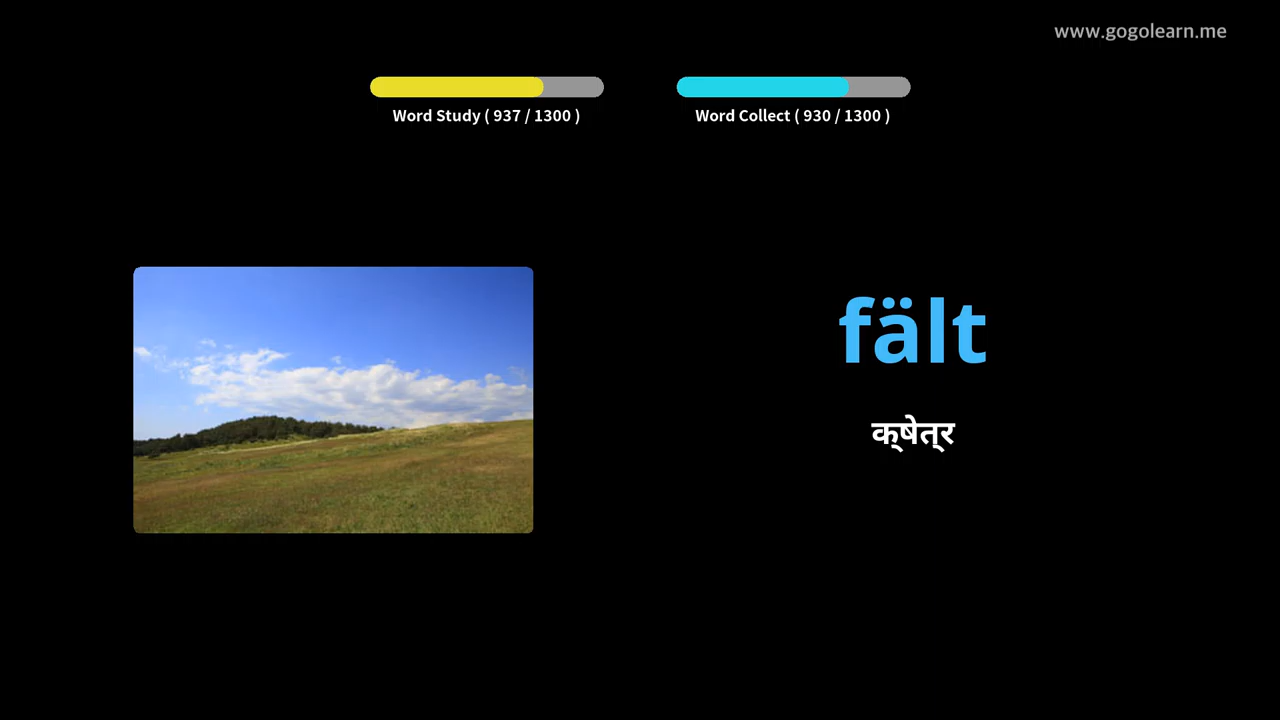 www.gogolearn.me
Word Study ( 937 / 1300 )
Word Collect ( 930 / 1300 )
fält
क्षेत्र